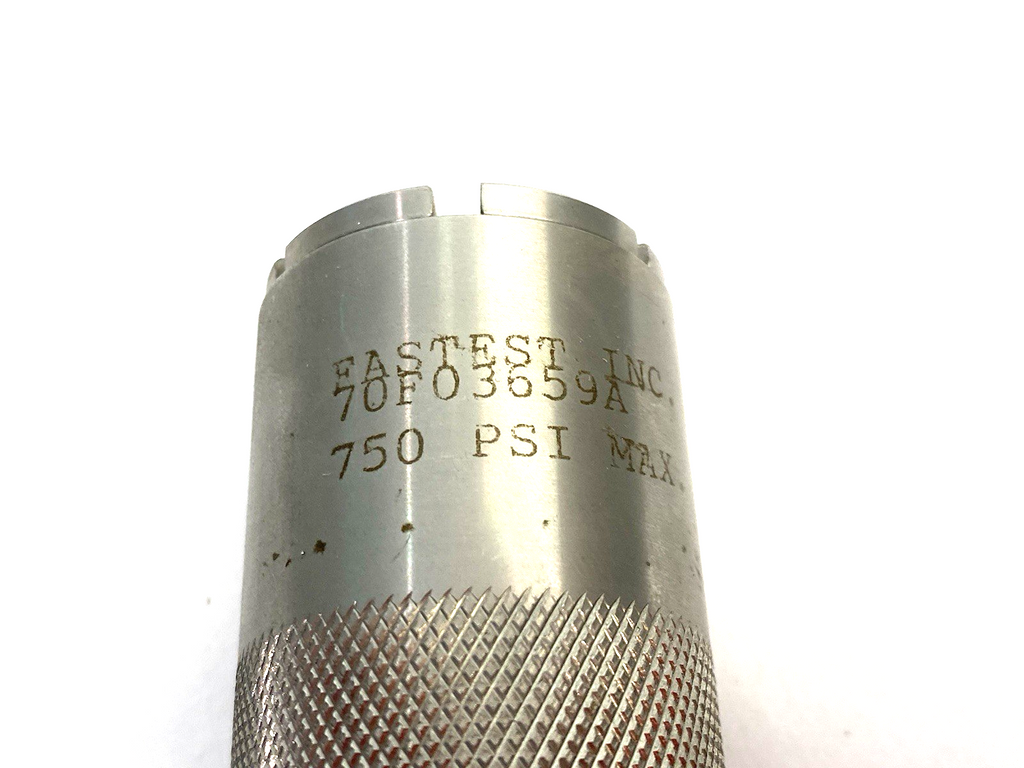 FASTEST INC.
70F03659A
750 PSI MAX.